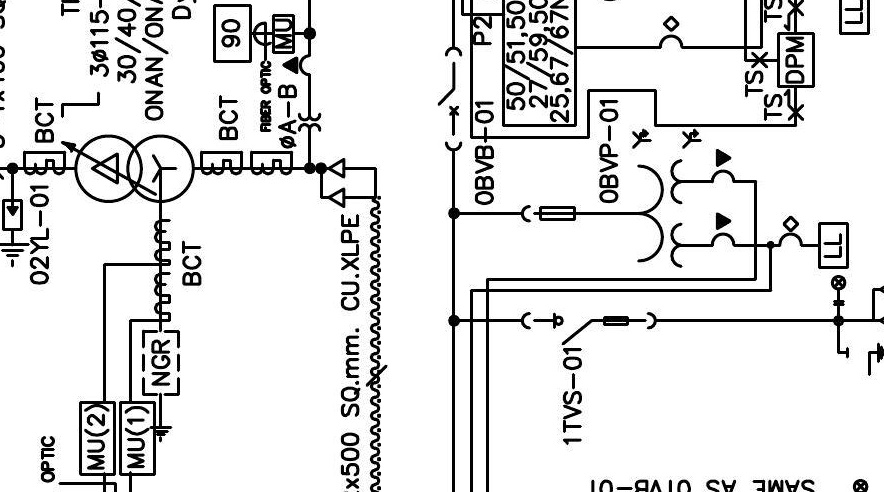 3ø115-
30/40/
ONAN/ONA
BCT
90
MU
FIBER OPTIC
øA-B
BCT
02YL-01
BCT
NGR
MU(2)
MU(1)
OPTIC
x500 SQ.mm. CU.XLPE
P2
50/51,50
27/59,50
25,67/67N
0BVB-01
0BVP-01
TS
TS
TS
DPM
LL
LL
1TVS-01
SAME AS 01VB-01